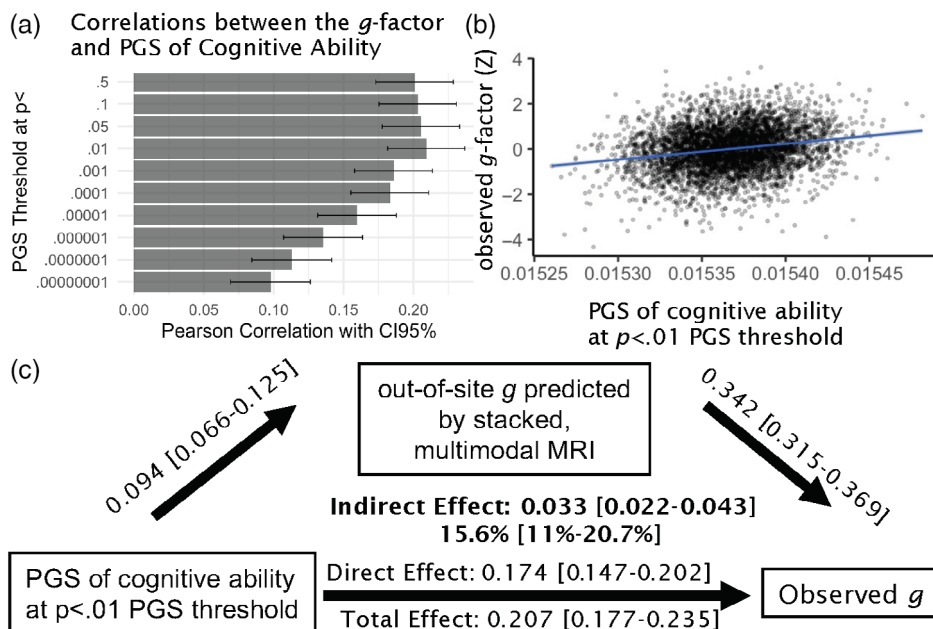 (a)
Correlations between the g-factor
and PGS of Cognitive Ability
PGS Threshold at p<
.5
.1
.05
.01
.001
.0001
.00001
.000001
.0000001
.00000001
0.00 0.05 0.10 0.15 0.20
Pearson Correlation with CI95%
(b)
observed g-factor (Z)
4
2
0
-2
-4
0.01525 0.01530 0.01535 0.01540 0.01545
PGS of cognitive ability
at p<.01 PGS threshold
(c)
0.094 [0.066-0.125]
out-of-site g predicted
by stacked,
multimodal MRI
0.342 [0.315-0.369]
Indirect Effect: 0.033 [0.022-0.043]
15.6% [11%-20.7%]
PGS of cognitive ability
at p<.01 PGS threshold
Direct Effect: 0.174 [0.147-0.202]
Total Effect: 0.207 [0.177-0.235]
Observed g